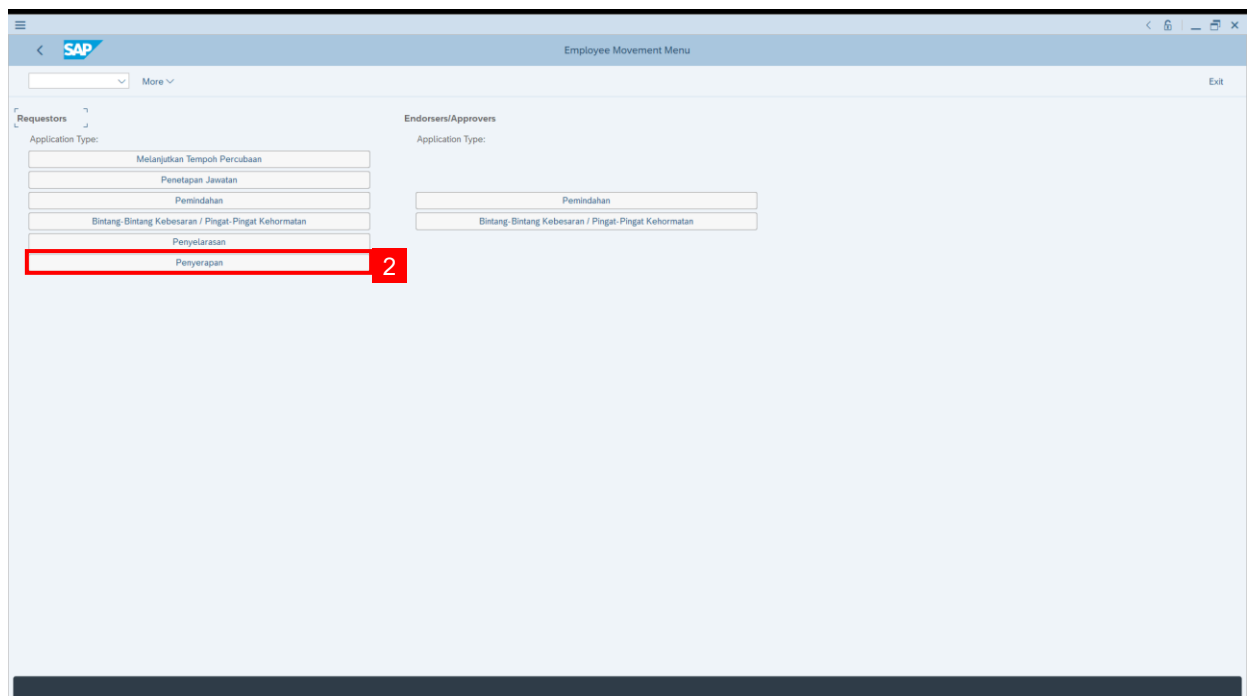 SAP
Employee Movement Menu
More
Exit
Requestors
Application Type:
Melanjutkan Tempoh Percubaan
Penetapan Jawatan
Pemindahan
Bintang-Bintang Kebesaran / Pingat-Pingat Kehormatan
Penyelarasan
Penyerapan
2
Endorsers/Approvers
Application Type:
Pemindahan
Bintang-Bintang Kebesaran / Pingat-Pingat Kehormatan